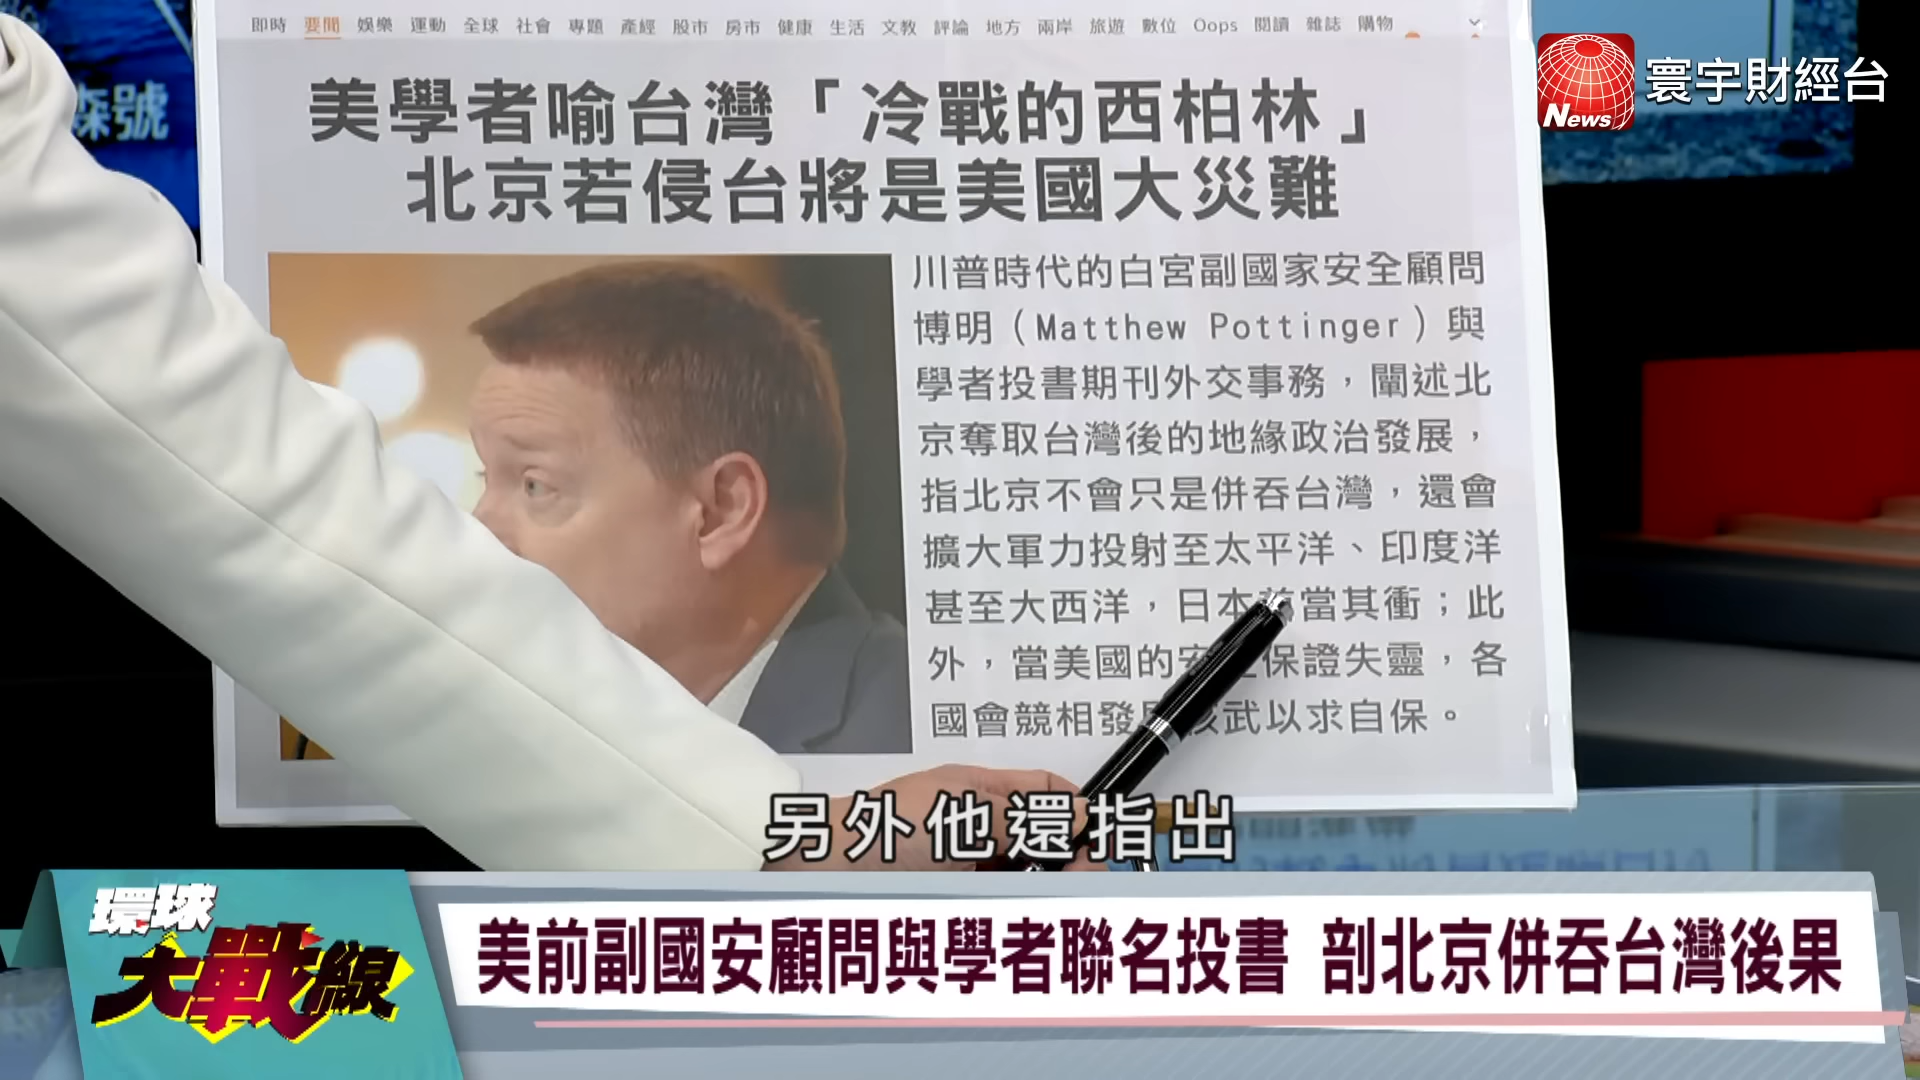 即時 要聞 娛樂 運動 全球 社會 專題 產經 股市 房市 健康 生活 文教 評論 地方 兩岸 旅遊 數位 Oops 閱讀 雜誌 購物
News 寰宇財經台
森號
美學者喻台灣「冷戰的西柏林」
北京若侵台將是美國大災難
川普時代的白宮副國家安全顧問
博明（Matthew Pottinger）與
學者投書期刊外交事務，闡述北
京奪取台灣後的地緣政治發展，
指北京不會只是併吞台灣，還會
擴大軍力投射至太平洋、印度洋
甚至大西洋，日本 當其衝；此
外，當美國的安 保證失靈，各
國會競相發 核武以求自保。
另外他還指出
環球
大戰線
美前副國安顧問與學者聯名投書 剖北京併吞台灣後果